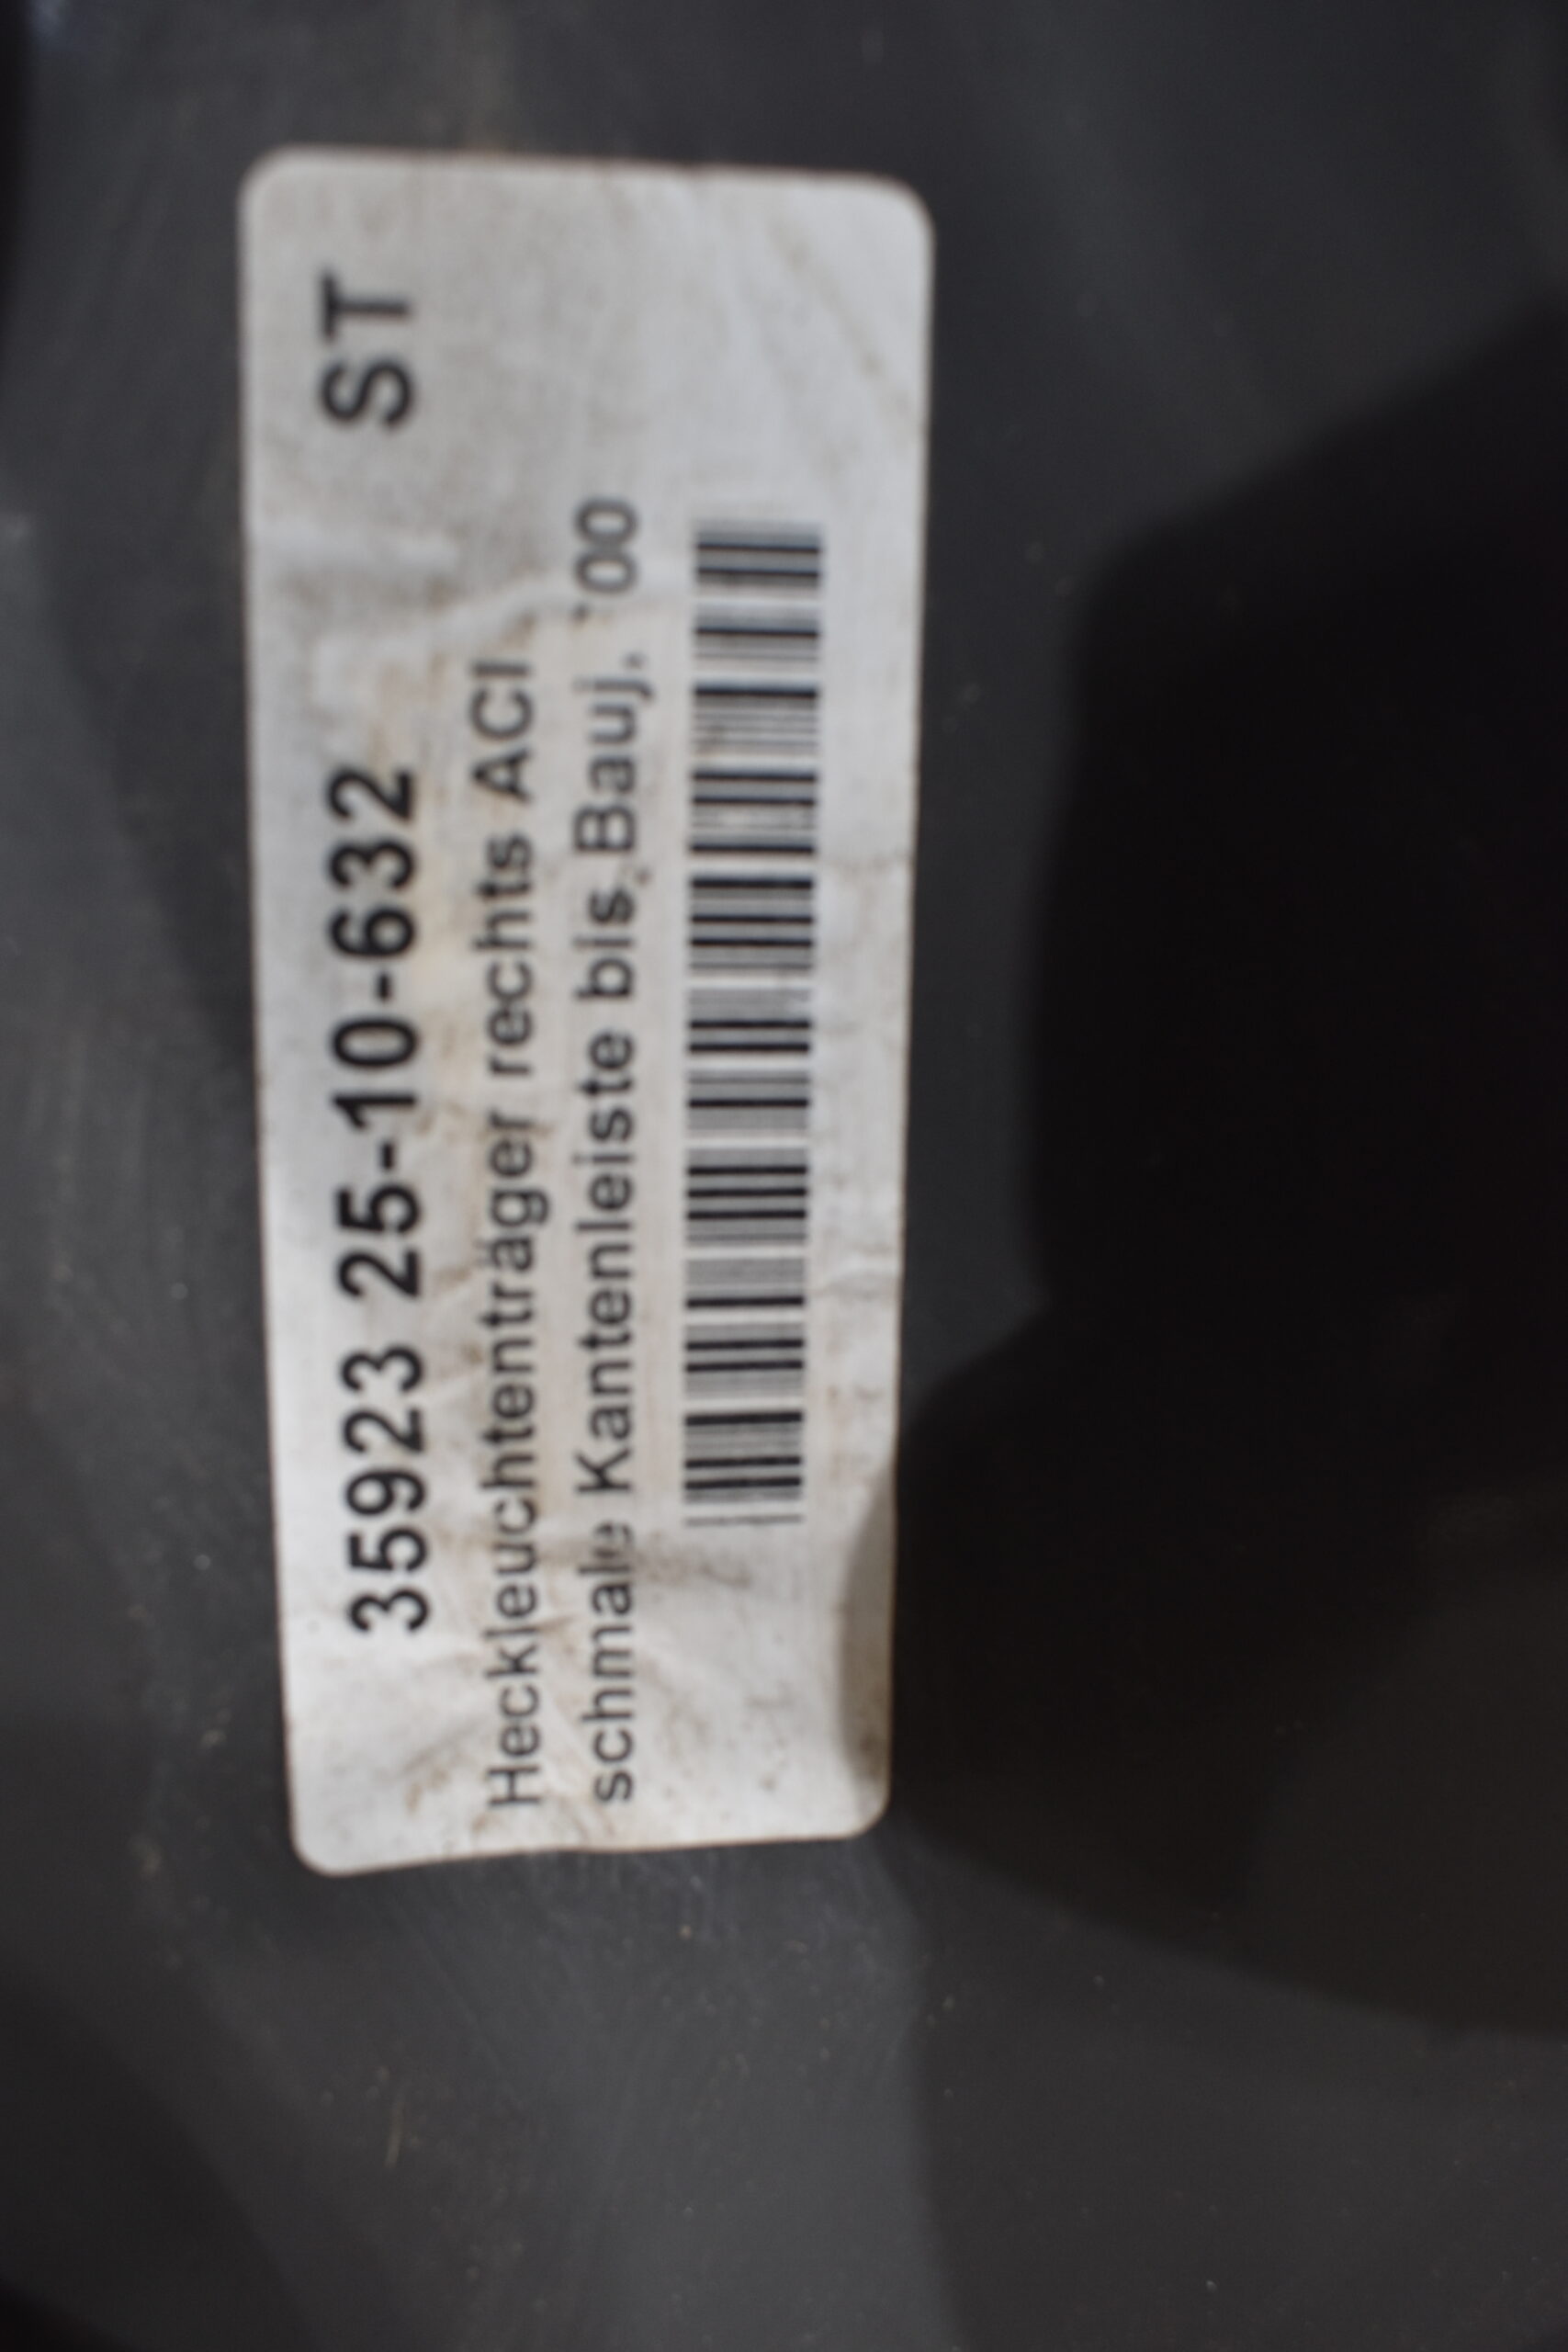 35923 25-10-632 ST
Heckleuchtenträger rechts ACI
schmale Kantenleiste bis Bauj. '00